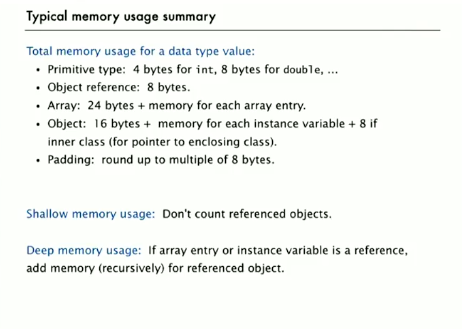 Typical memory usage summary
Total memory usage for a data type value:
• Primitive type: 4 bytes for int, 8 bytes for double, ...
• Object reference: 8 bytes.
• Array: 24 bytes + memory for each array entry.
• Object: 16 bytes + memory for each instance variable + 8 if
inner class (for pointer to enclosing class).
• Padding: round up to multiple of 8 bytes.
Shallow memory usage: Don't count referenced objects.
Deep memory usage: If array entry or instance variable is a reference,
add memory (recursively) for referenced object.